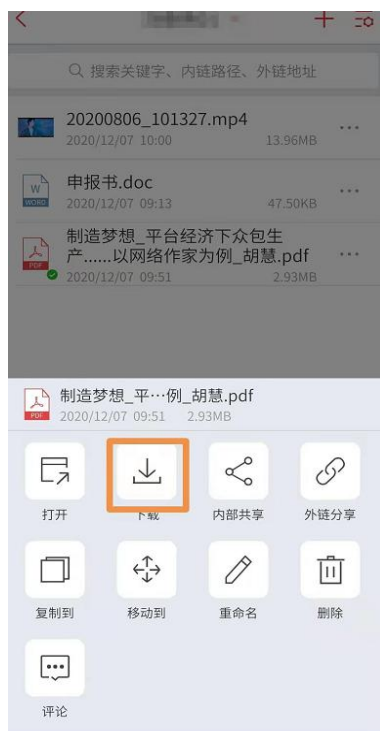 搜索关键字、内链路径、外链地址
20200806_101327.mp4
2020/12/07 10:00 13.96MB
W
WORD
申报书.doc
2020/12/07 09:13 47.50KB
制造梦想_平台经济下众包生
产......以网络作家为例_胡慧.pdf
PDF
2020/12/07 09:51 2.93MB
制造梦想_平···例_胡慧.pdf
PDF
2020/12/07 09:51 2.93MB
打开 下载 内部共享 外链分享
复制到 移动到 重命名 删除
评论